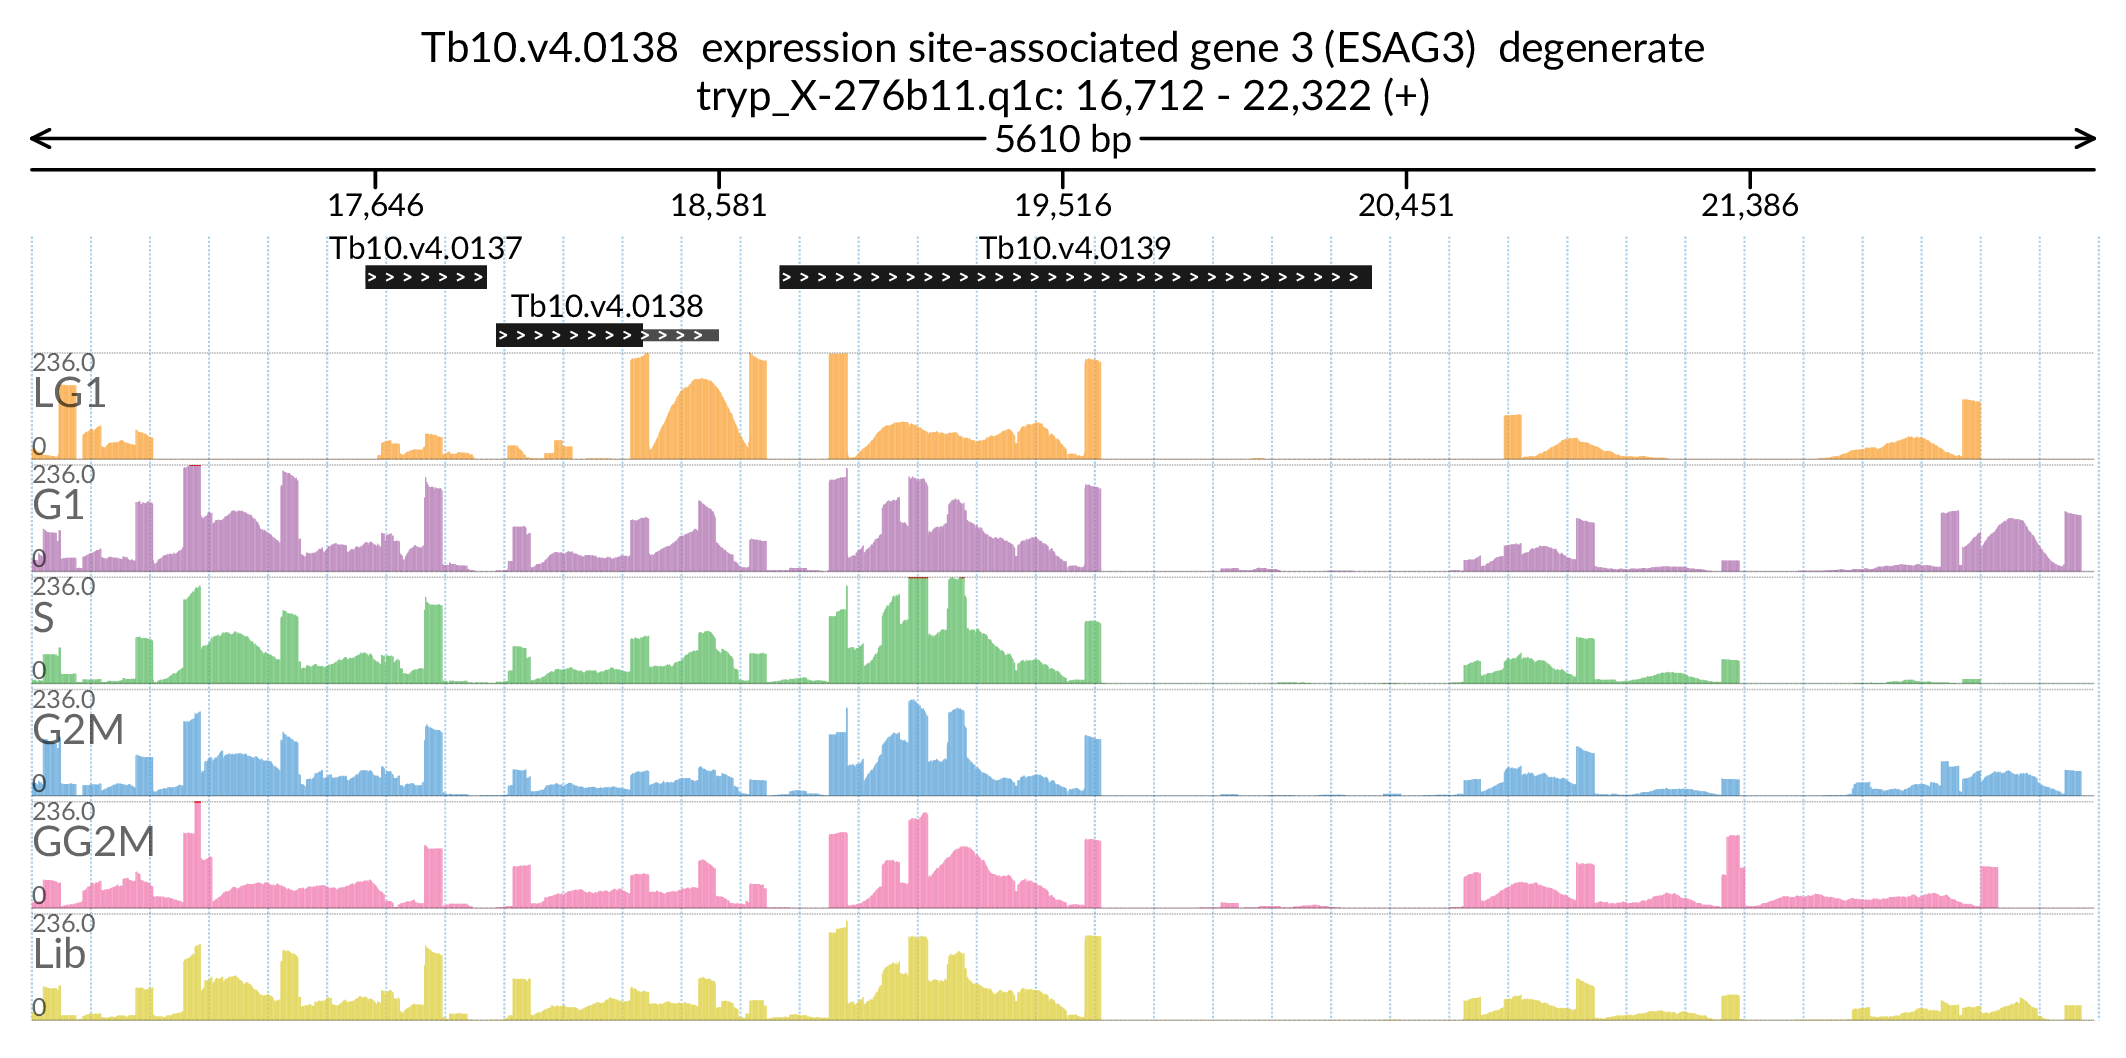 Tb10.v4.0138  expression site-associated gene 3 (ESAG3)  degenerate
tryp_X-276b11.q1c: 16,712 - 22,322 (+)
5610 bp
17,646 18,581 19,516 20,451 21,386
Tb10.v4.0137 Tb10.v4.0139
Tb10.v4.0138
236.0
LG1
0
236.0
G1
0
236.0
S
0
236.0
G2M
0
236.0
GG2M
0
236.0
Lib
0